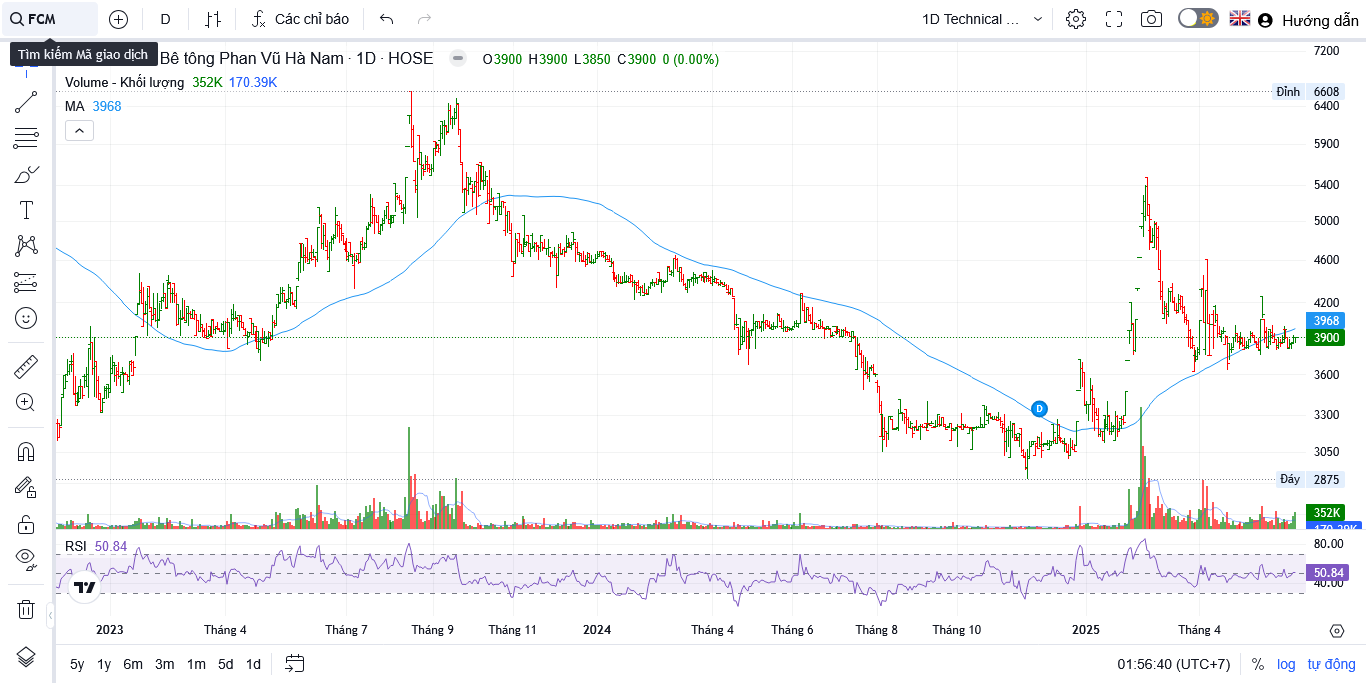 FCM D Các chỉ báo 1D Technical ... Hướng dẫn
Tìm kiếm Mã giao dịch
Bê tông Phan Vũ Hà Nam · 1D · HOSE O3900 H3900 L3850 C3900 0 (0.00%)
Volume - Khối lượng 352K 170.39K
MA 3968
7200
Đỉnh 6608
6400
5900
5400
5000
4600
4200
3968
3900
3600
D
3300
3050
Đáy 2875
352K
170.39K
RSI 50.84
80.00
50.84
40.00
2023 Tháng 4 Tháng 7 Tháng 9 Tháng 11 2024 Tháng 4 Tháng 6 Tháng 8 Tháng 10 2025 Tháng 4
5y 1y 6m 3m 1m 5d 1d 01:56:40 (UTC+7) % log tự động